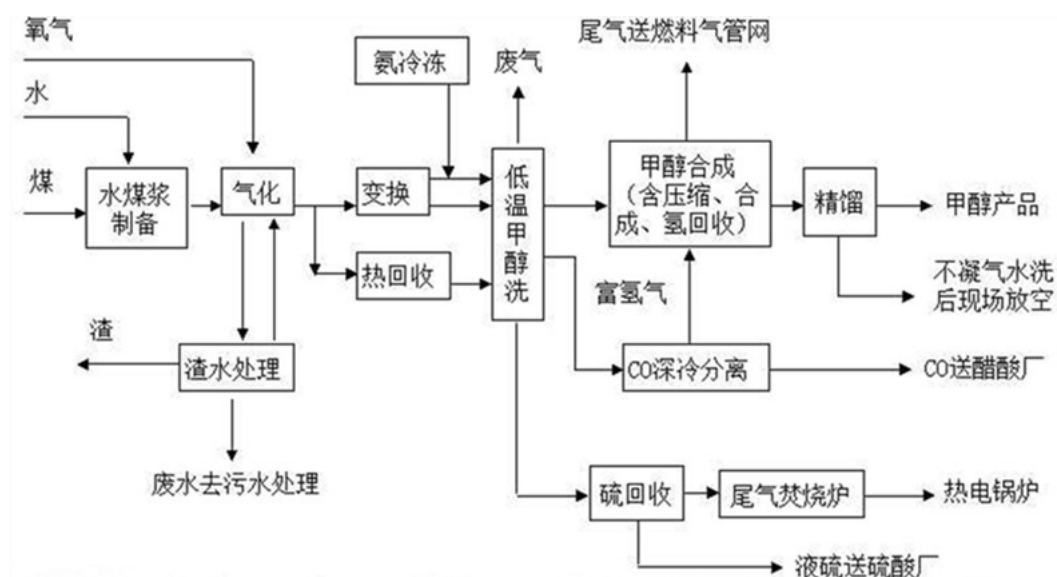 氧气
尾气送燃料气管网
氨冷冻
废气
水
煤
水煤浆
制备
气化
变换
低温甲醇洗
甲醇合成
（含压缩、合
成、氢回收）
精馏
甲醇产品
热回收
富氢气
不凝气水洗
后现场放空
渣
渣水处理
CO深冷分离
CO送醋酸厂
废水去污水处理
硫回收
尾气焚烧炉
热电锅炉
液硫送硫酸厂